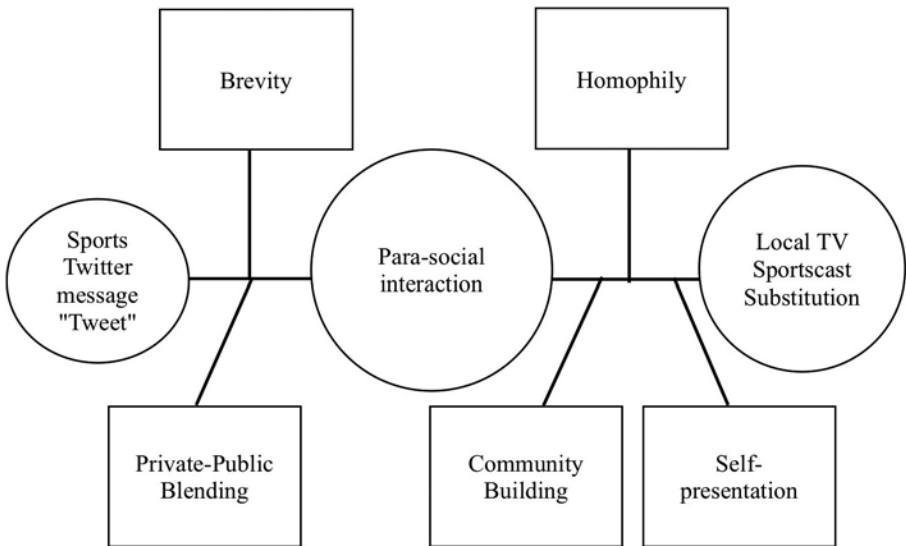 Brevity
Homophily
Sports
Twitter
message
"Tweet"
Para-social
interaction
Local TV
Sportscast
Substitution
Private-Public
Blending
Community
Building
Self-
presentation